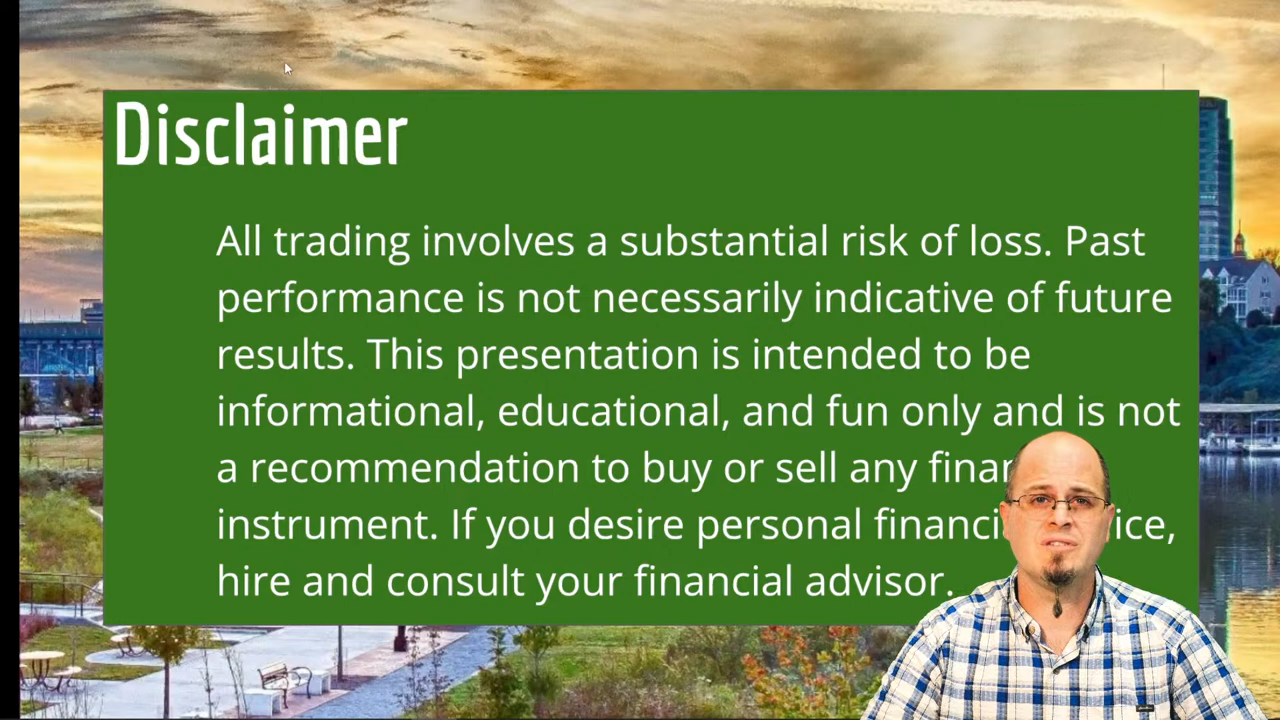 Disclaimer
All trading involves a substantial risk of loss. Past
performance is not necessarily indicative of future
results. This presentation is intended to be
informational, educational, and fun only and is not
a recommendation to buy or sell any
instrument. If you desire personal
hire and consult your financial advisor.